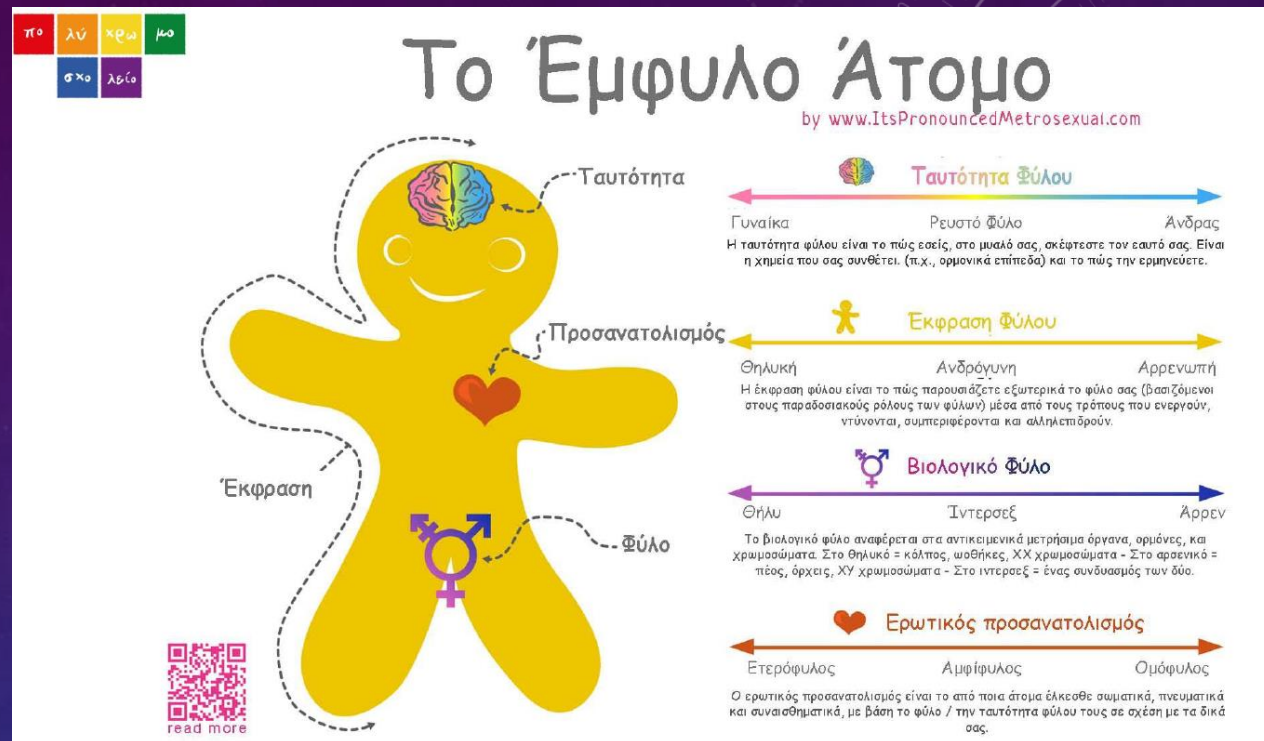 πο λύ χρω μο
σχο λείο
Το Έμφυλο Άτομο
by www.ItsPronouncedMetrosexual.com
Ταυτότητα
Προσανατολισμός
Έκφραση
Φύλο
read more
Ταυτότητα Φύλου
Γυναίκα Ρευστό Φύλο Άνδρας
Η ταυτότητα φύλου είναι το πώς εσείς, στο μυαλό σας, σκέφτεστε τον εαυτό σας. Είναι
η χημεία που σας συνθέτει. (π.χ., ορμονικά επίπεδα) και το πώς την ερμηνεύετε.
Έκφραση Φύλου
Θηλυκή Ανδρόγυνη Αρρενωπή
Η έκφραση φύλου είναι το πώς παρουσιάζετε εξωτερικά το φύλο σας (βασιζόμενοι
στους παραδοσιακούς ρόλους των φύλων) μέσα από τους τρόπους που ενεργούν,
ντύνονται, συμπεριφέρονται και αλληλεπιδρούν.
Βιολογικό Φύλο
Θήλυ Ίντερσεξ Άρρεν
Το βιολογικό φύλο αναφέρεται στα αντικειμενικά μετρήσιμα όργανα, ορμόνες, και
χρωμοσώματα. Στο θηλυκό = κόλπος, ωοθήκες, ΧΧ χρωμοσώματα - Στο αρσενικό =
πέος, όρχεις, ΧΥ χρωμοσώματα - Στο ιντερσεξ = ένας συνδυασμός των δύο.
Ερωτικός προσανατολισμός
Ετερόφυλος Αμφίφυλος Ομόφυλος
Ο ερωτικός προσανατολισμός είναι το από ποια άτομα έλκεσθε σωματικά, πνευματικά
και συναισθηματικά, με βάση το φύλο / την ταυτότητα φύλου τους σε σχέση με τα δικά
σας.